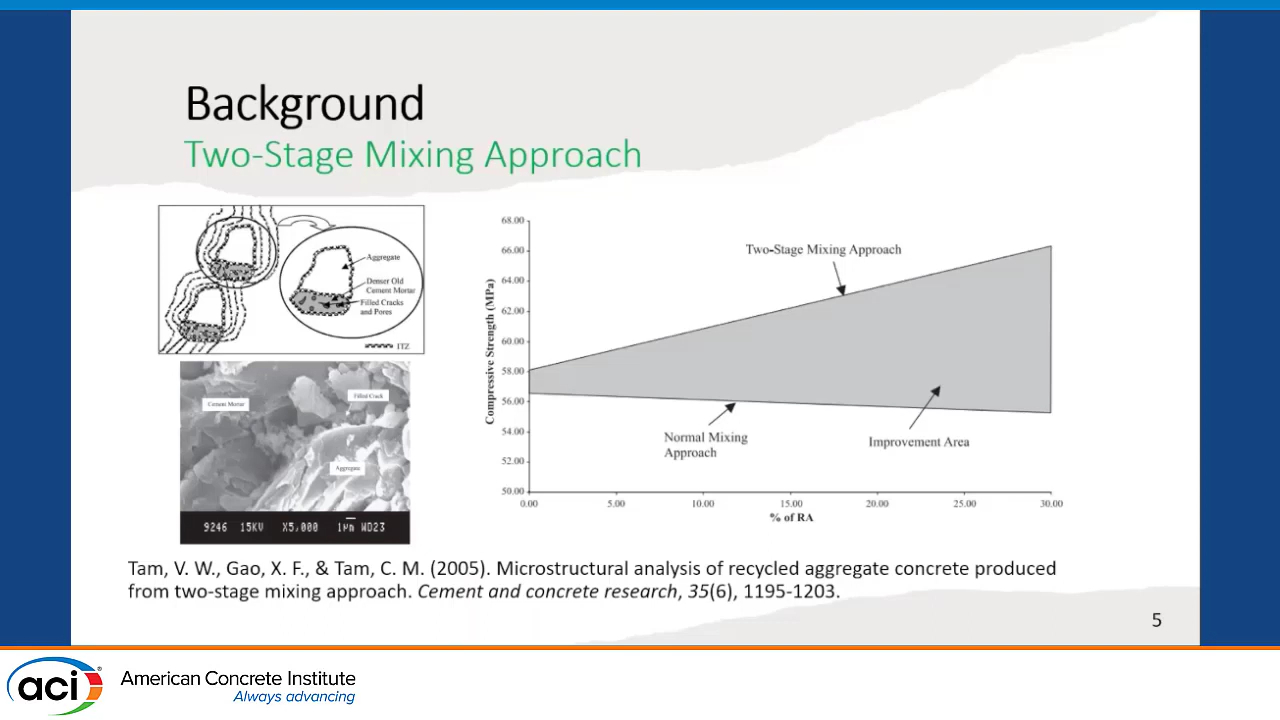 Background
Two-Stage Mixing Approach
Aggregate
Denser Old
Cement Mortar
Filled Cracks
and Pores
ITZ
Cement Mortar
Filled Crack
Aggregate
9246 15KV X5,000 1μm WD23
68.00
66.00
64.00
62.00
60.00
58.00
56.00
54.00
52.00
50.00
Compressive Strength (MPa)
Two-Stage Mixing Approach
Normal Mixing
Approach
Improvement Area
0.00 5.00 10.00 15.00 20.00 25.00 30.00
% of RA
Tam, V. W., Gao, X. F., & Tam, C. M. (2005). Microstructural analysis of recycled aggregate concrete produced
from two-stage mixing approach. Cement and concrete research, 35(6), 1195-1203.
5
aci®
American Concrete Institute
Always advancing